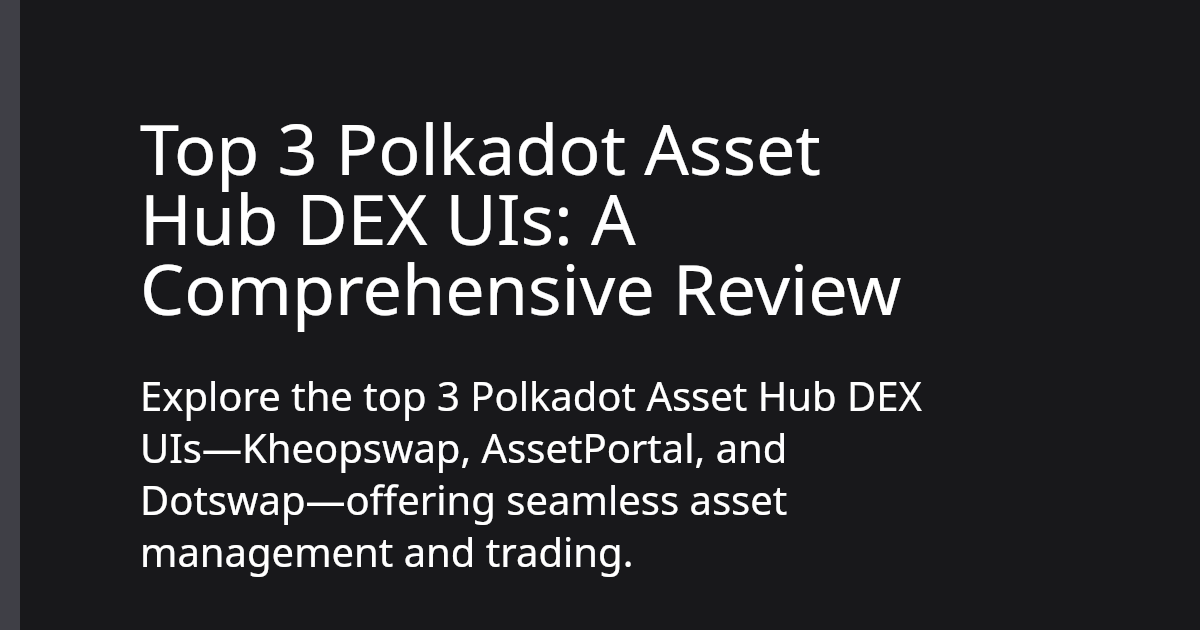 Top 3 Polkadot Asset
Hub DEX UIs: A
Comprehensive Review
Explore the top 3 Polkadot Asset Hub DEX
UIs—Kheopswap, AssetPortal, and
Dotswap—offering seamless asset
management and trading.